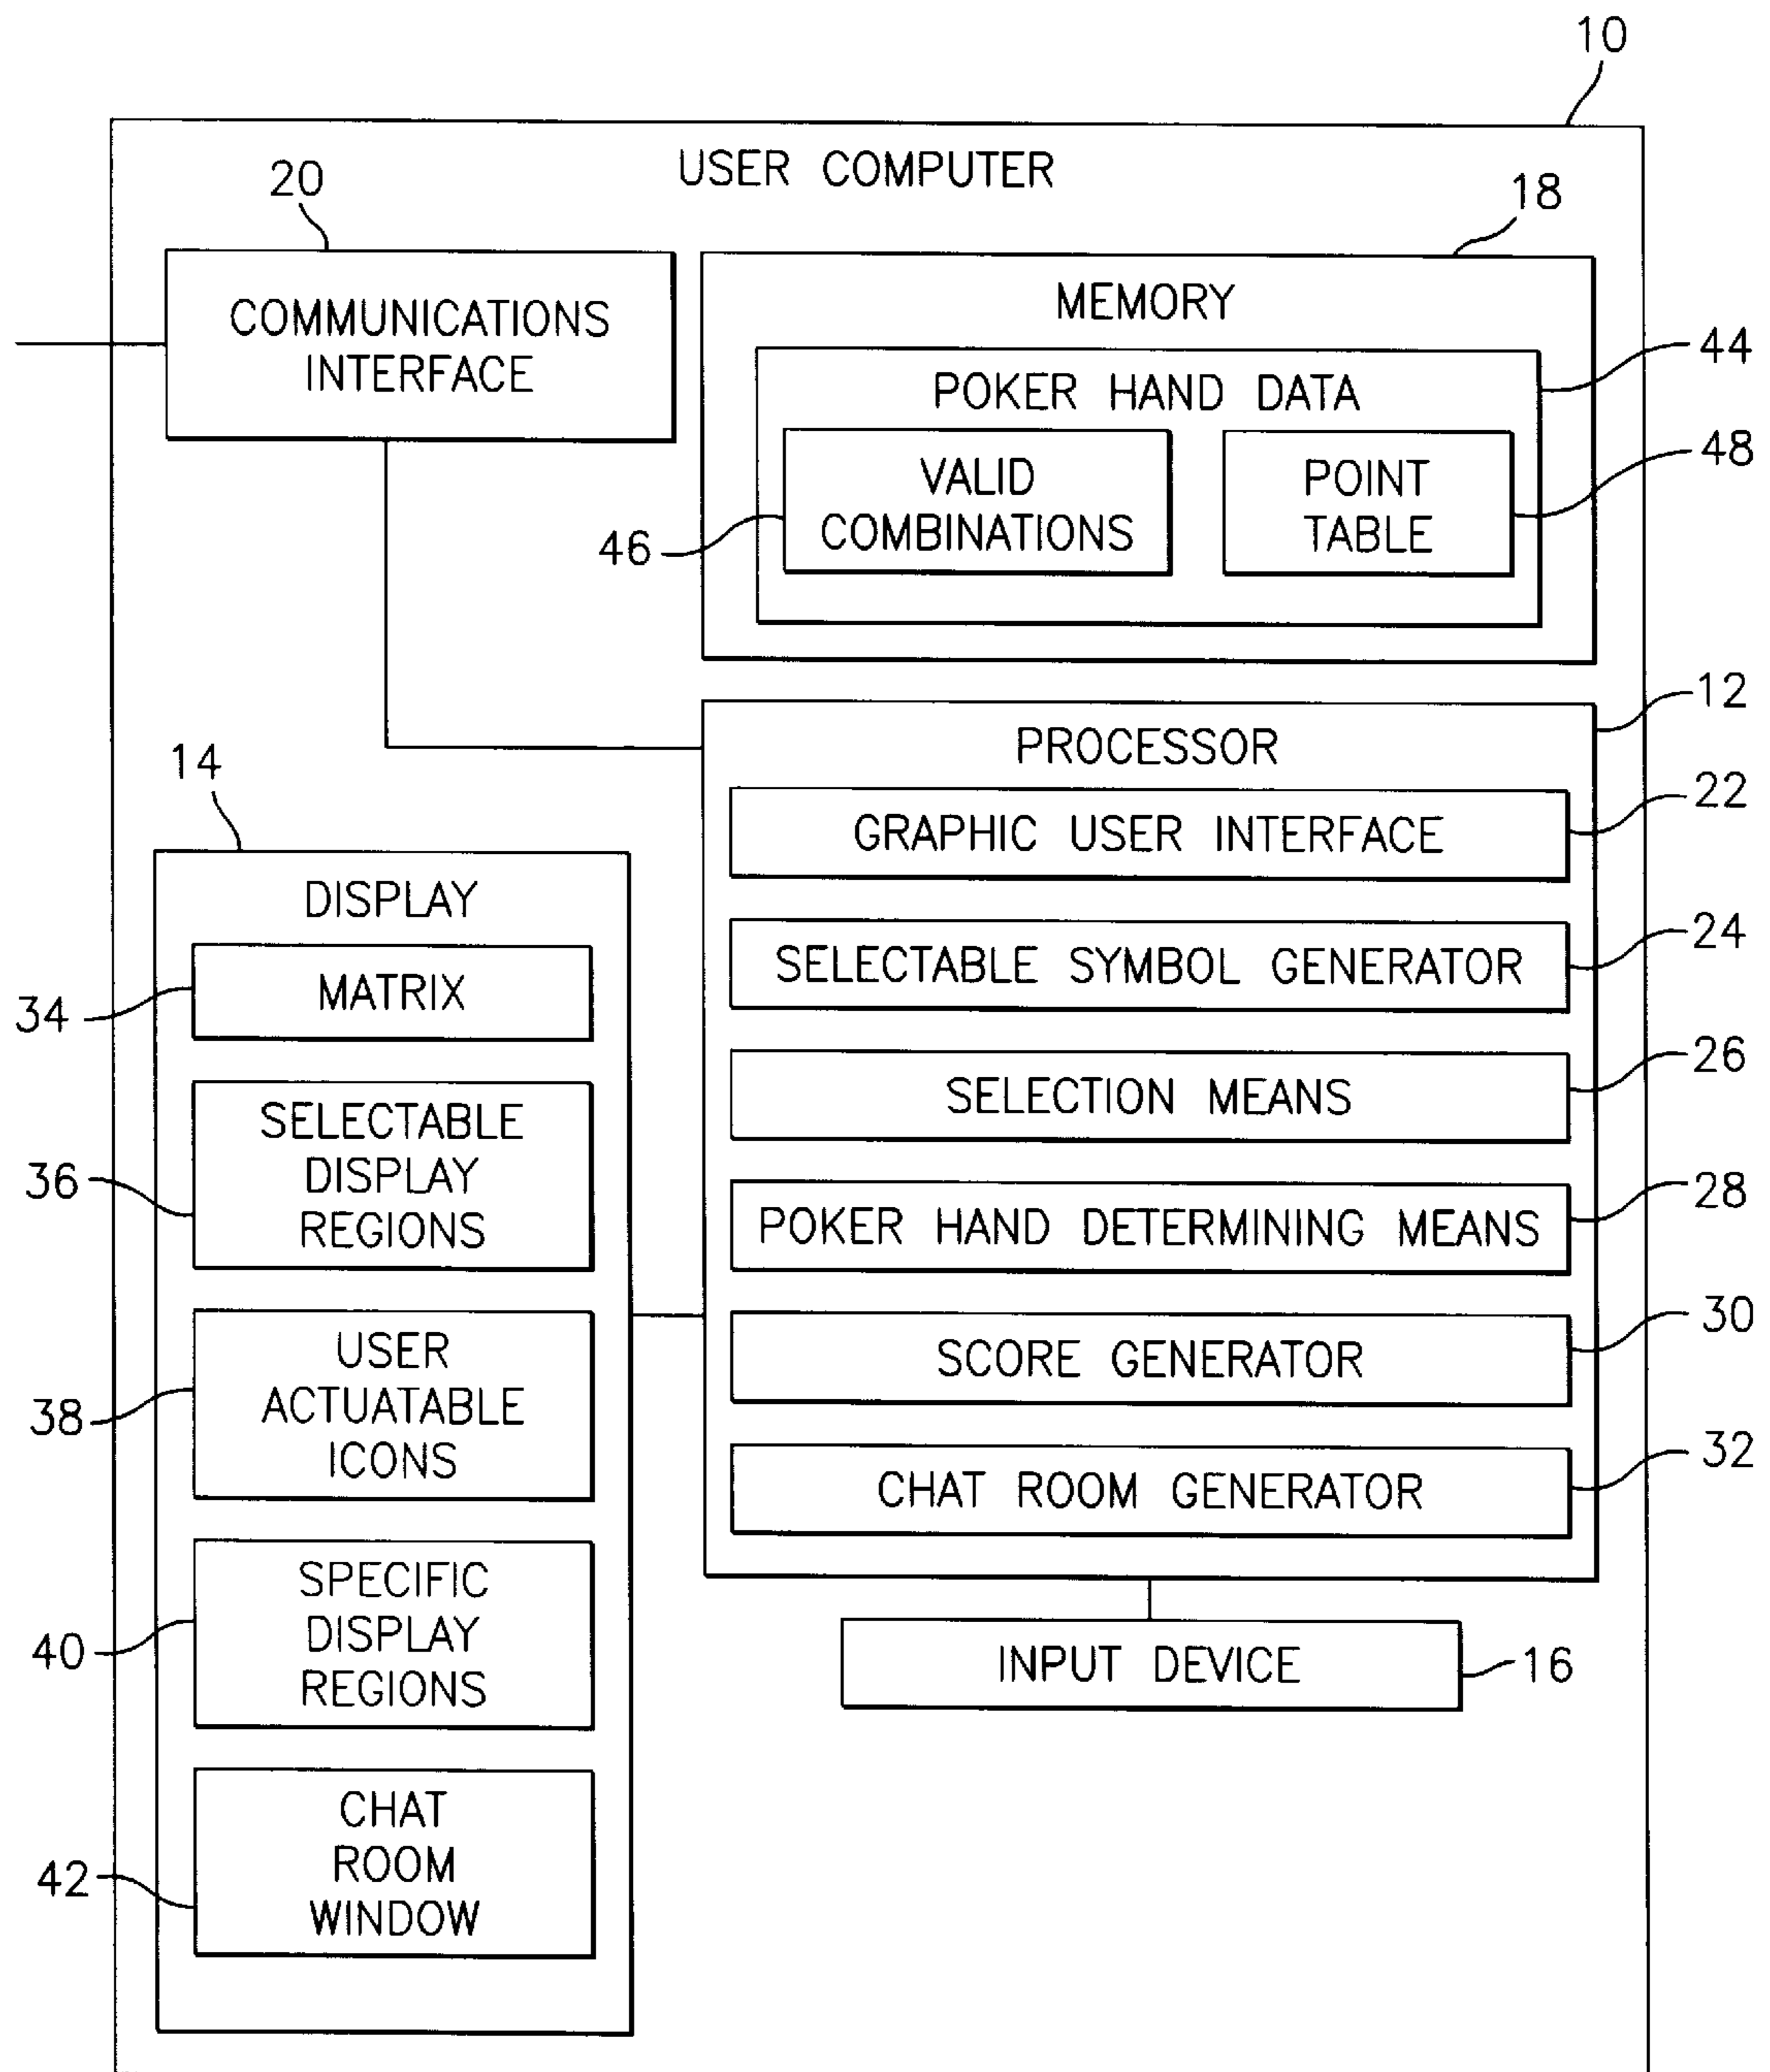 10
USER COMPUTER
20
18
COMMUNICATIONS
INTERFACE
MEMORY
44
POKER HAND DATA
48
VALID
COMBINATIONS
POINT
TABLE
46
12
PROCESSOR
22
GRAPHIC USER INTERFACE
24
SELECTABLE SYMBOL GENERATOR
26
SELECTION MEANS
28
POKER HAND DETERMINING MEANS
30
SCORE GENERATOR
32
CHAT ROOM GENERATOR
INPUT DEVICE
16
14
DISPLAY
MATRIX
34
SELECTABLE
DISPLAY
REGIONS
36
USER
ACTUATABLE
ICONS
38
SPECIFIC
DISPLAY
REGIONS
40
CHAT
ROOM
WINDOW
42